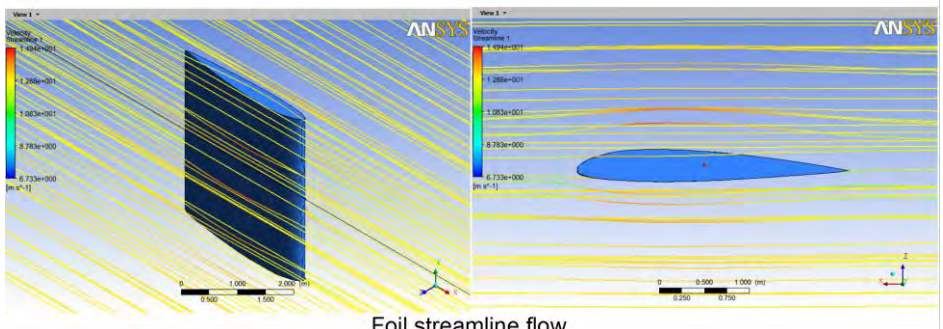 View 1
ANSYS
Velocity
Streamline 1
1.494e+001
1.288e+001
1.083e+001
8.783e+000
6.733e+000
[m s^-1]
0 1.000 2.000 (m)
0.500 1.500
Y
X
View 1
ANSYS
Velocity
Streamline 1
1.494e+001
1.288e+001
1.083e+001
8.783e+000
6.733e+000
[m s^-1]
0 0.500 1.000 (m)
0.250 0.750
Z
X
Foil streamline flow